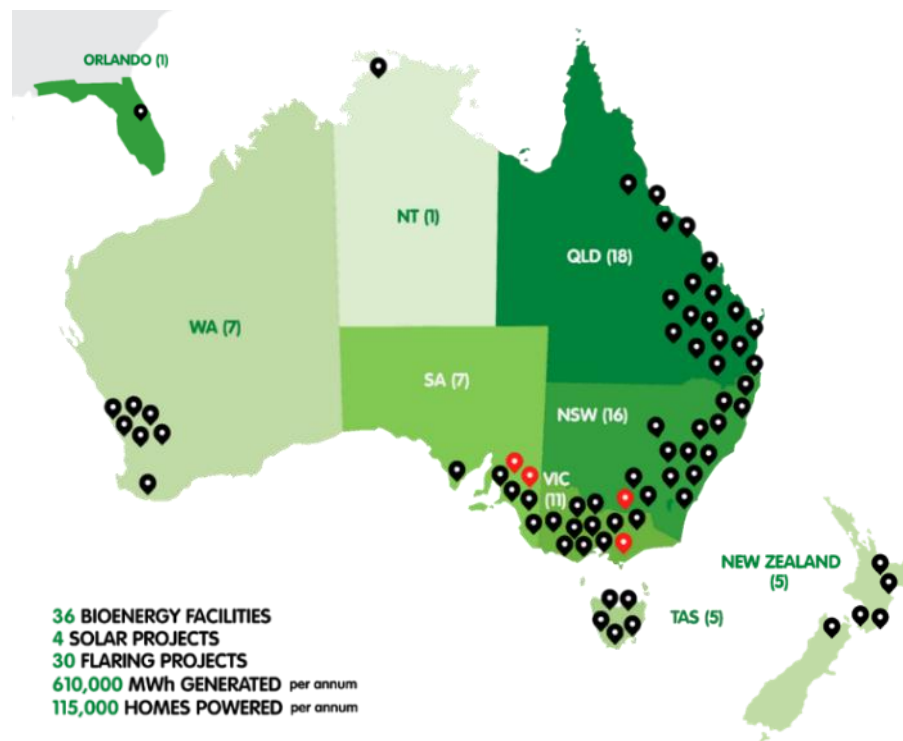 ORLANDO (1)
NT (1)
QLD (18)
WA (7)
SA (7)
NSW (16)
VIC
(11)
NEW ZEALAND
(5)
TAS (5)
36 BIOENERGY FACILITIES
4 SOLAR PROJECTS
30 FLARING PROJECTS
610,000 MWh GENERATED per annum
115,000 HOMES POWERED per annum